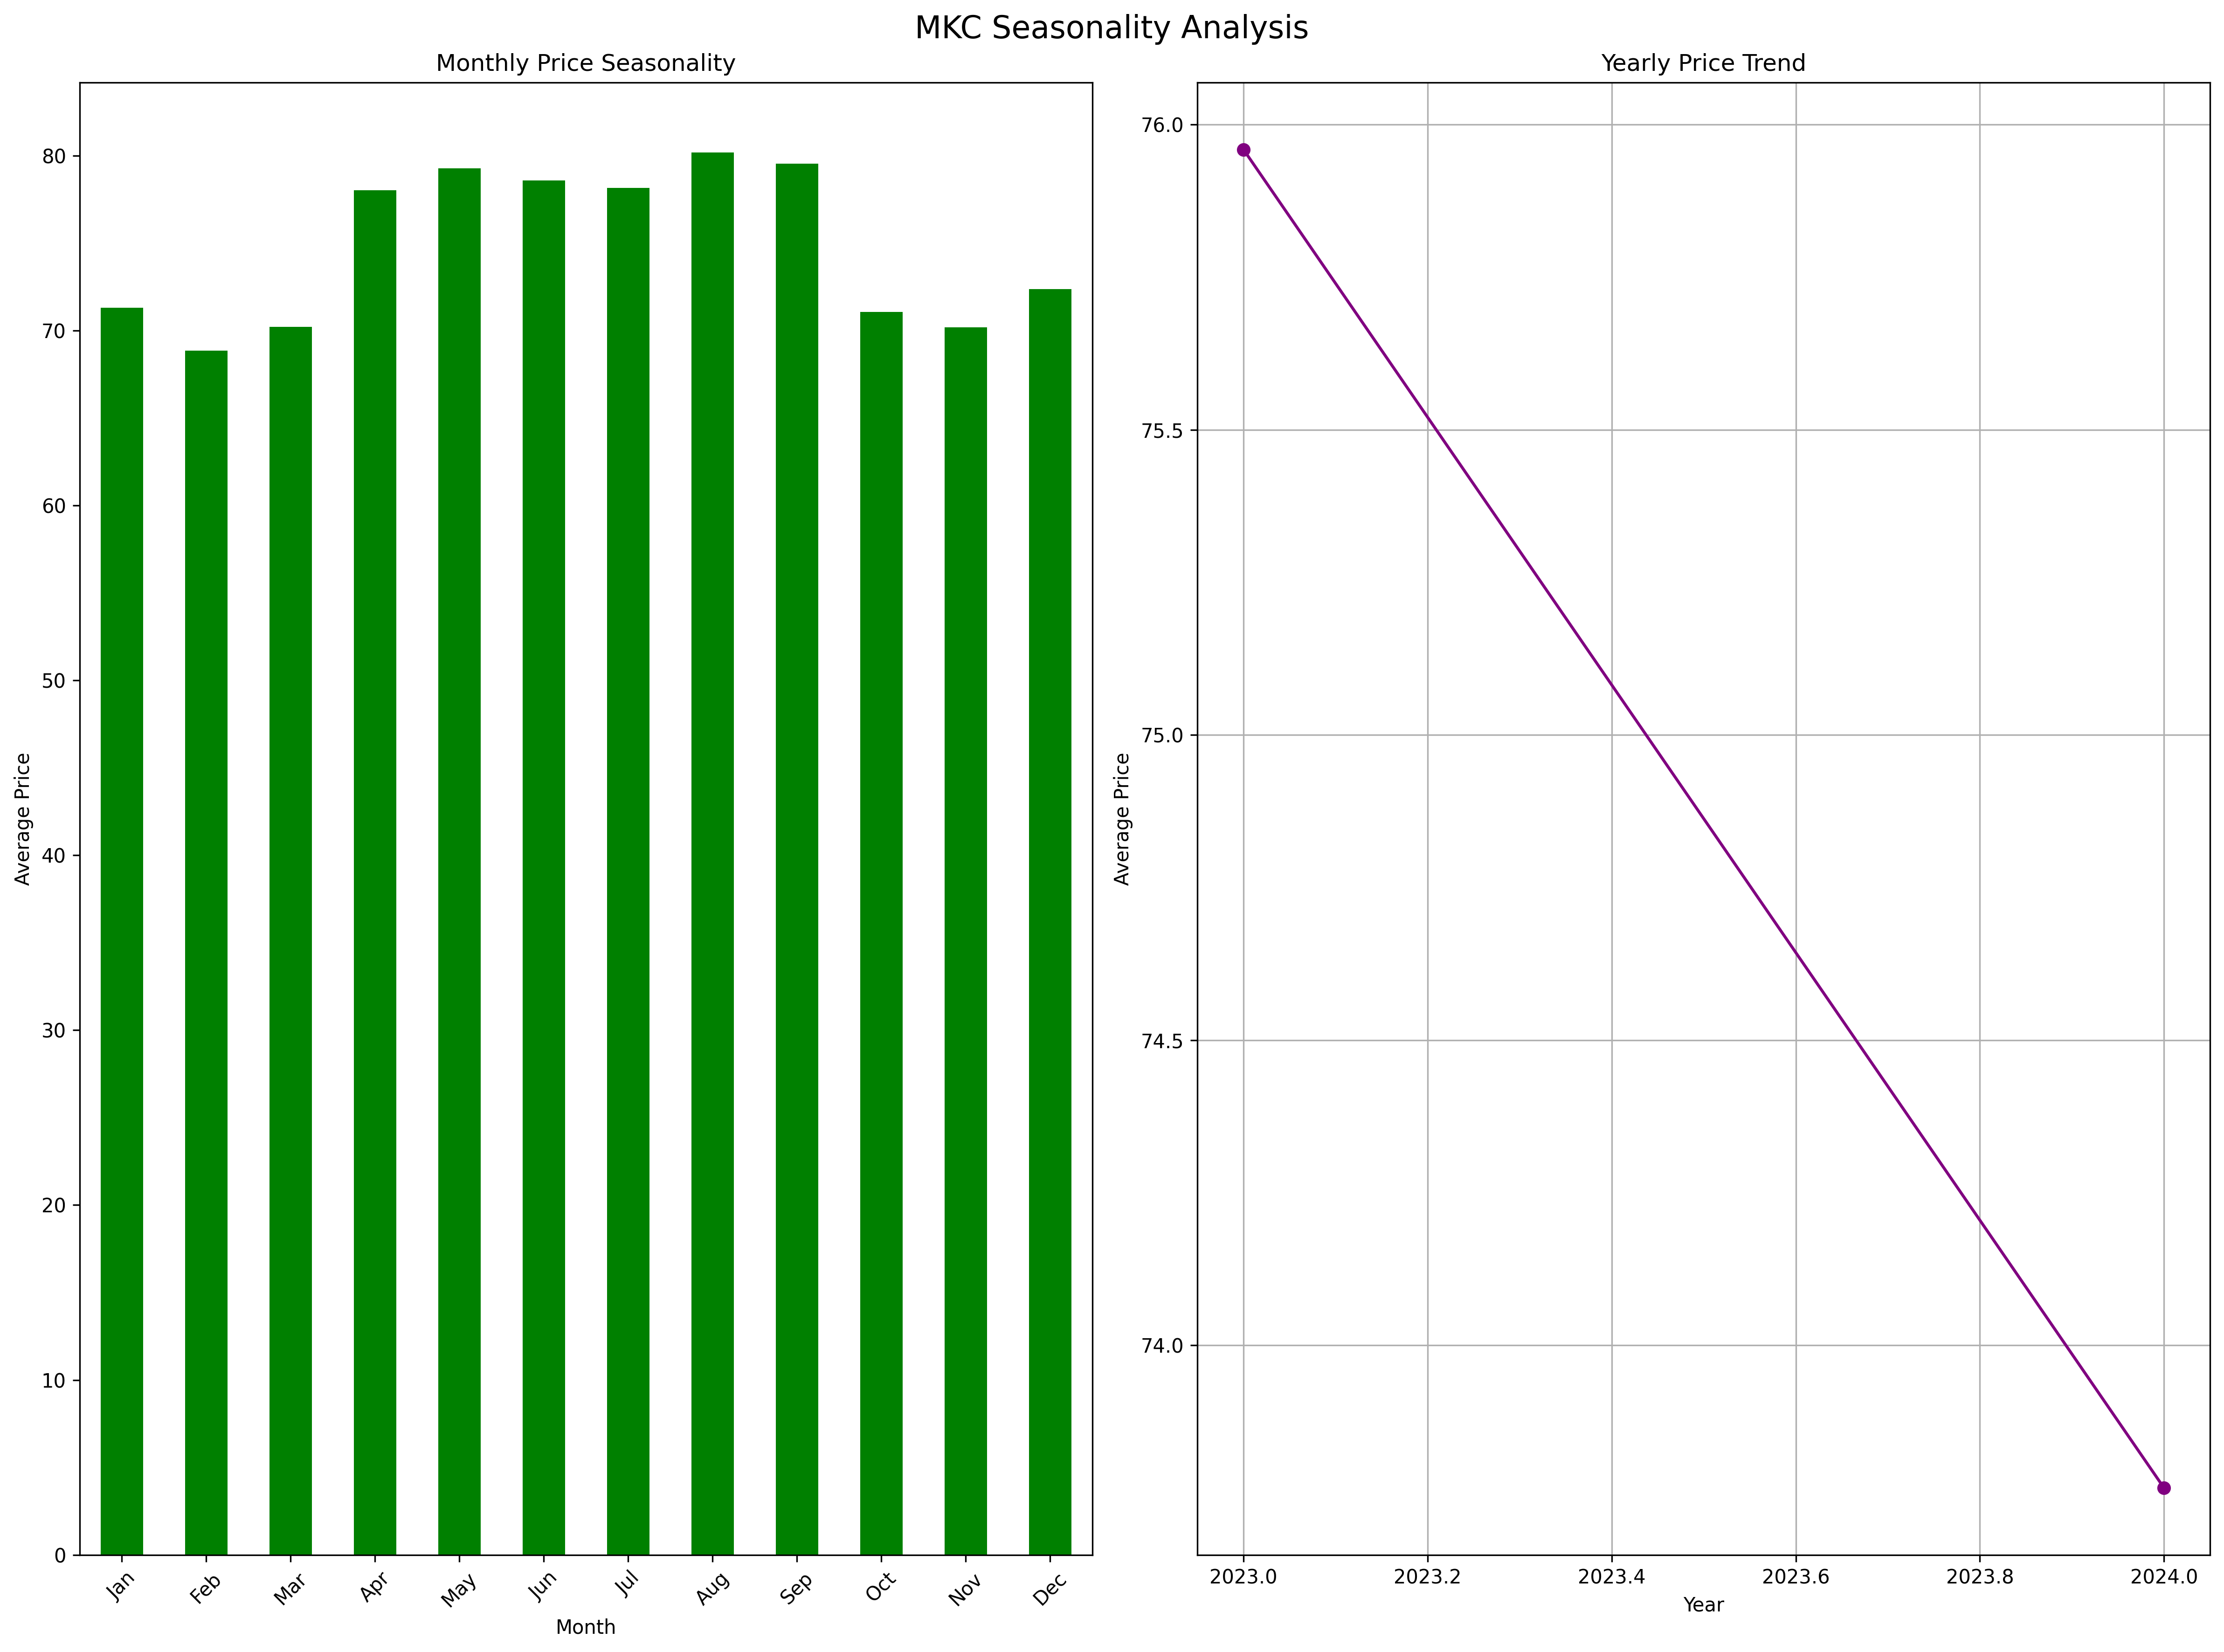 MKC Seasonality Analysis
Monthly Price Seasonality
Average Price
80
70
60
50
40
30
20
10
0
Jan Feb Mar Apr May Jun Jul Aug Sep Oct Nov Dec
Month
Yearly Price Trend
Average Price
76.0
75.5
75.0
74.5
74.0
2023.0 2023.2 2023.4 2023.6 2023.8 2024.0
Year